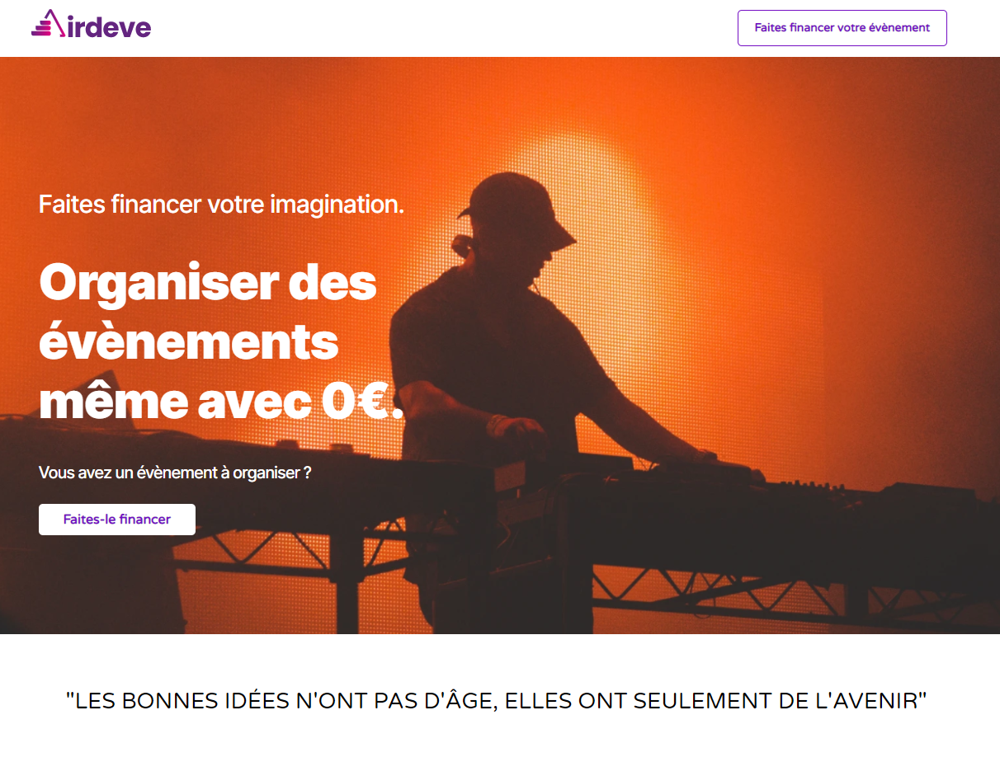 Airdeve
Faites financer votre évènement
Faites financer votre imagination.
Organiser des
évènements
même avec 0€.
Vous avez un évènement à organiser ?
Faites-le financer
"LES BONNES IDÉES N'ONT PAS D'ÂGE, ELLES ONT SEULEMENT DE L'AVENIR"